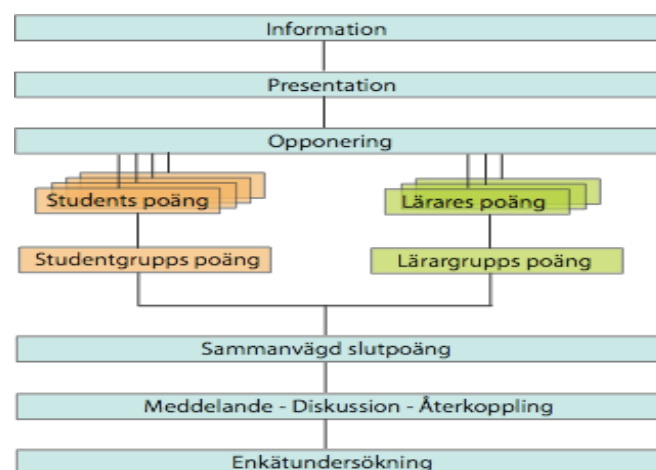 Information
Presentation
Opponering
Students poäng
Lärares poäng
Studentgrupps poäng
Lärargrupps poäng
Sammanvägd slutpoäng
Meddelande - Diskussion - Återkoppling
Enkätundersökning